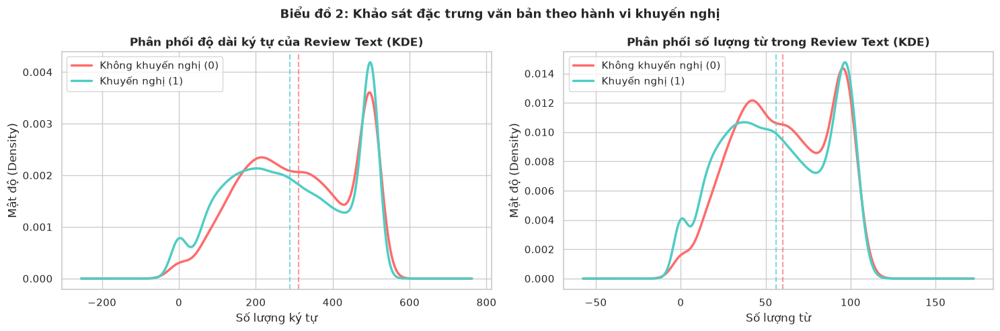 Biểu đồ 2: Khảo sát đặc trưng văn bản theo hành vi khuyến nghị
Phân phối độ dài ký tự của Review Text (KDE)
Không khuyến nghị (0)
Khuyến nghị (1)
Mật độ (Density)
0.004
0.003
0.002
0.001
0.000
−200
0
200
400
600
800
Số lượng ký tự
Phân phối số lượng từ trong Review Text (KDE)
Không khuyến nghị (0)
Khuyến nghị (1)
Mật độ (Density)
0.014
0.012
0.010
0.008
0.006
0.004
0.002
0.000
−50
0
50
100
150
Số lượng từ